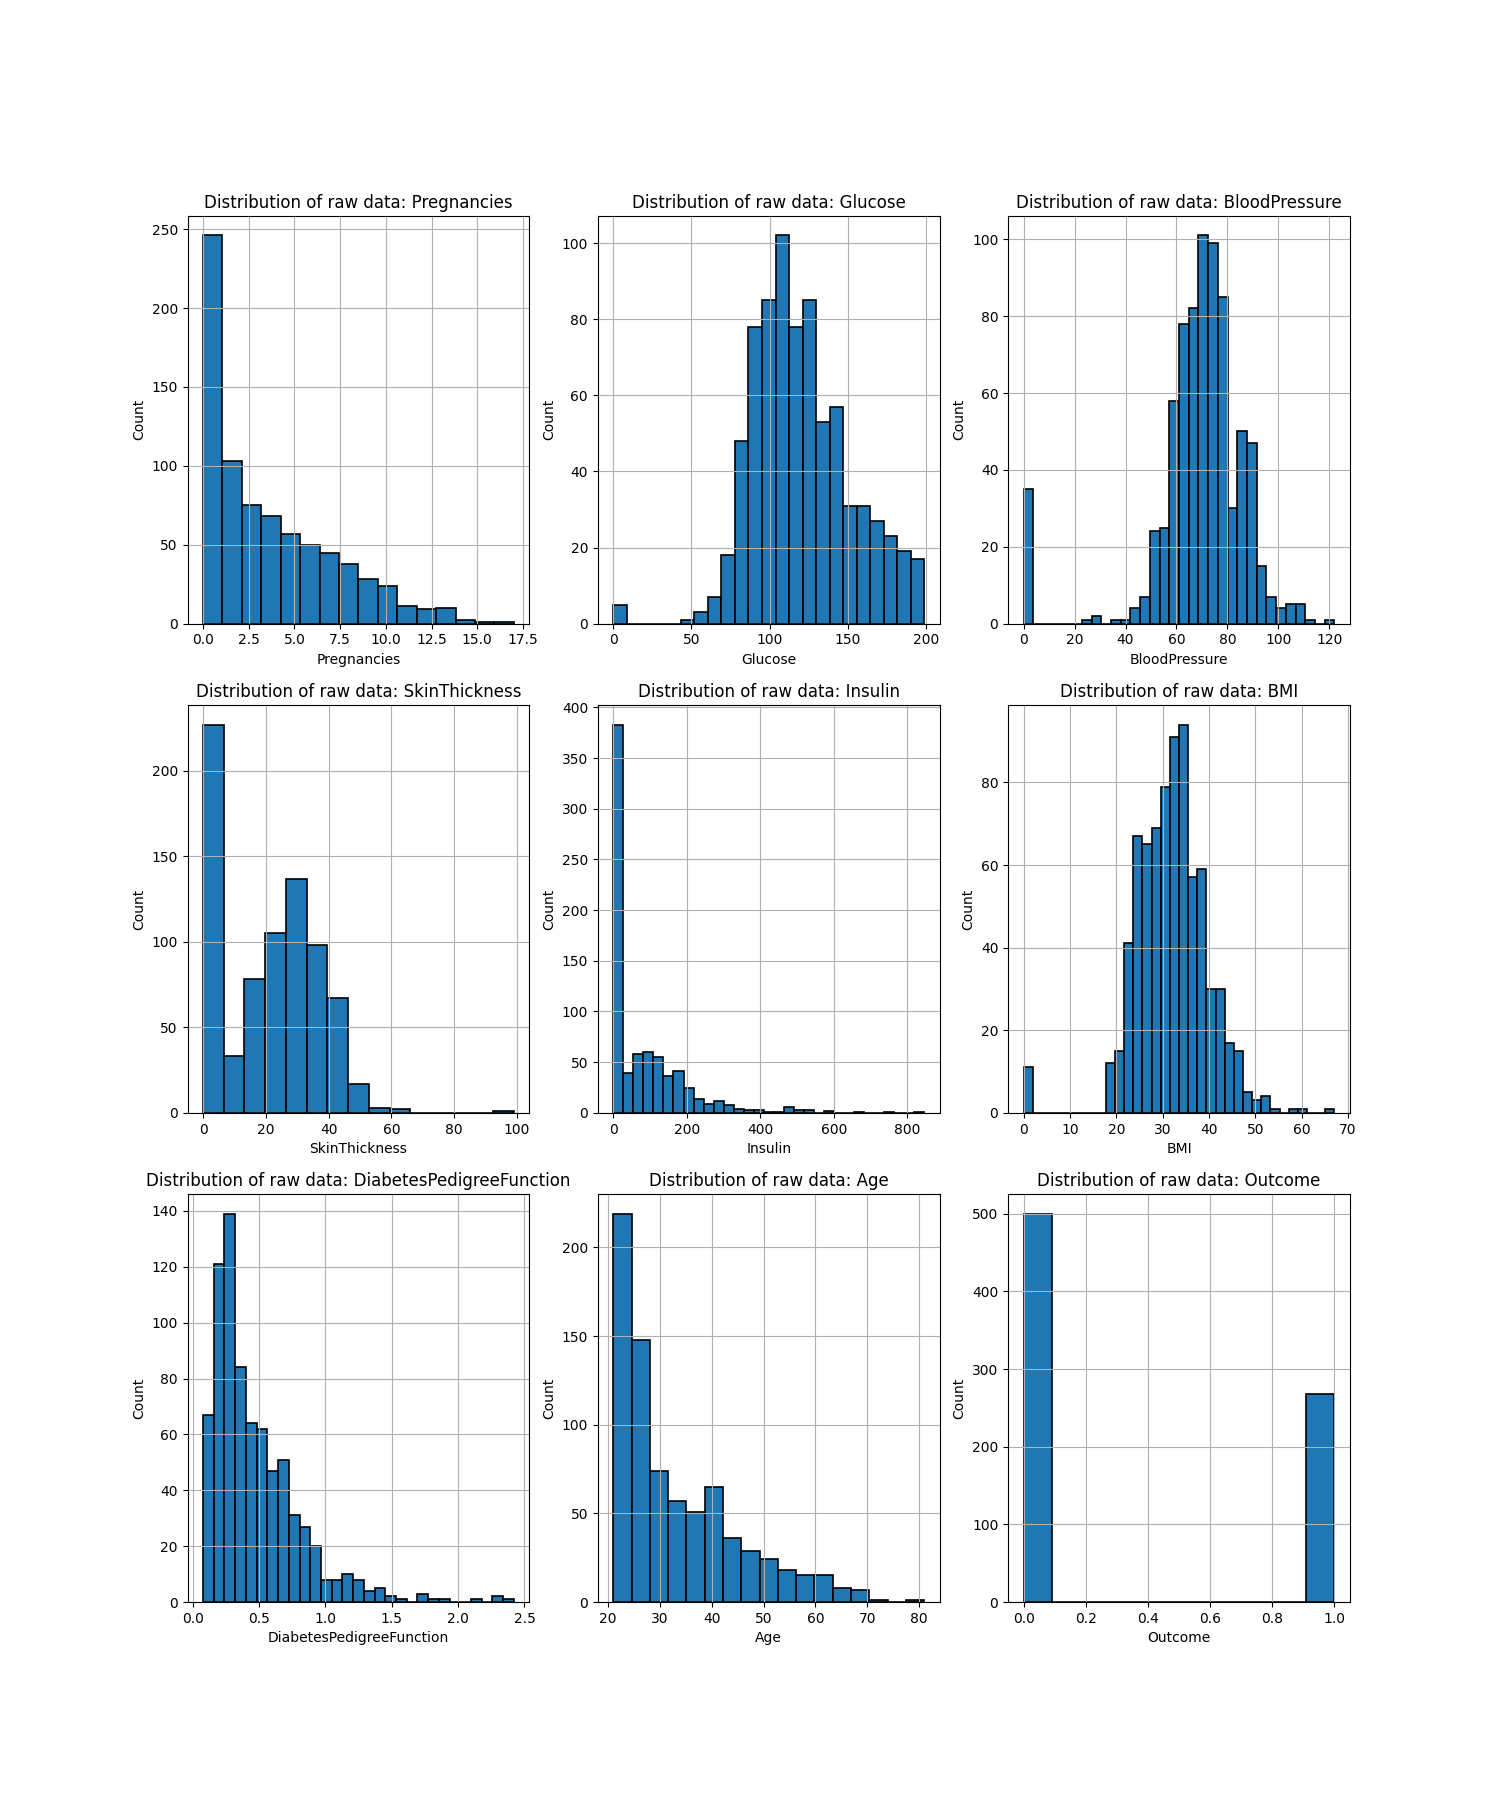 Distribution of raw data: Pregnancies
250
200
150
100
50
0
Count
0.0 2.5 5.0 7.5 10.0 12.5 15.0 17.5
Pregnancies
Distribution of raw data: Glucose
100
80
60
40
20
0
Count
0 50 100 150 200
Glucose
Distribution of raw data: BloodPressure
100
80
60
40
20
0
Count
0 20 40 60 80 100 120
BloodPressure
Distribution of raw data: SkinThickness
200
150
100
50
0
Count
0 20 40 60 80 100
SkinThickness
Distribution of raw data: Insulin
400
350
300
250
200
150
100
50
0
Count
0 200 400 600 800
Insulin
Distribution of raw data: BMI
80
60
40
20
0
Count
0 10 20 30 40 50 60 70
BMI
Distribution of raw data: DiabetesPedigreeFunction
140
120
100
80
60
40
20
0
Count
0.0 0.5 1.0 1.5 2.0 2.5
DiabetesPedigreeFunction
Distribution of raw data: Age
200
150
100
50
0
Count
20 30 40 50 60 70 80
Age
Distribution of raw data: Outcome
500
400
300
200
100
0
Count
0.0 0.2 0.4 0.6 0.8 1.0
Outcome